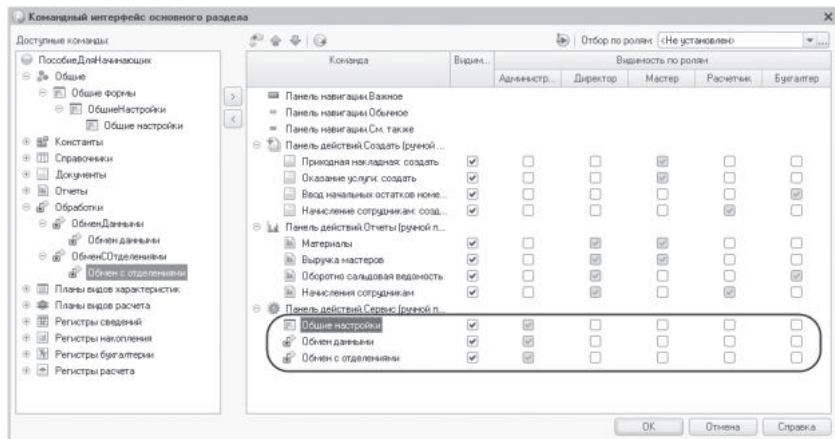 Командный интерфейс основного раздела
Доступные команды:
Отбор по ролям: <Не установлено>
ПособиеДляНачинающих
Общие
Общие формы
ОбщиеНастройки
Общие настройки
Константы
Справочники
Документы
Отчеты
Обработки
ОбменДанными
Обмен данными
ОбменСОтделениями
Обмен с отделениями
Планы видов характеристик
Планы видов расчета
Регистры сведений
Регистры накопления
Регистры бухгалтерии
Регистры расчета
Команда
Видим...
Видимость по ролям
Администр...
Директор
Мастер
Расчетчик
Бухгалтер
Панель навигации.Важное
Панель навигации.Обычное
Панель навигации.См. также
Панель действий.Создать (ручной ...
Приходная накладная: создать
Оказание услуги: создать
Ввод начальных остатков номе...
Начисление сотрудникам: созд...
Панель действий.Отчеты (ручной п...
Материалы
Выручка мастеров
Оборотно сальдовая ведомость
Начисления сотрудникам
Панель действий.Сервис (ручной п...
Общие настройки
Обмен данными
Обмен с отделениями
OK
Отмена
Справка